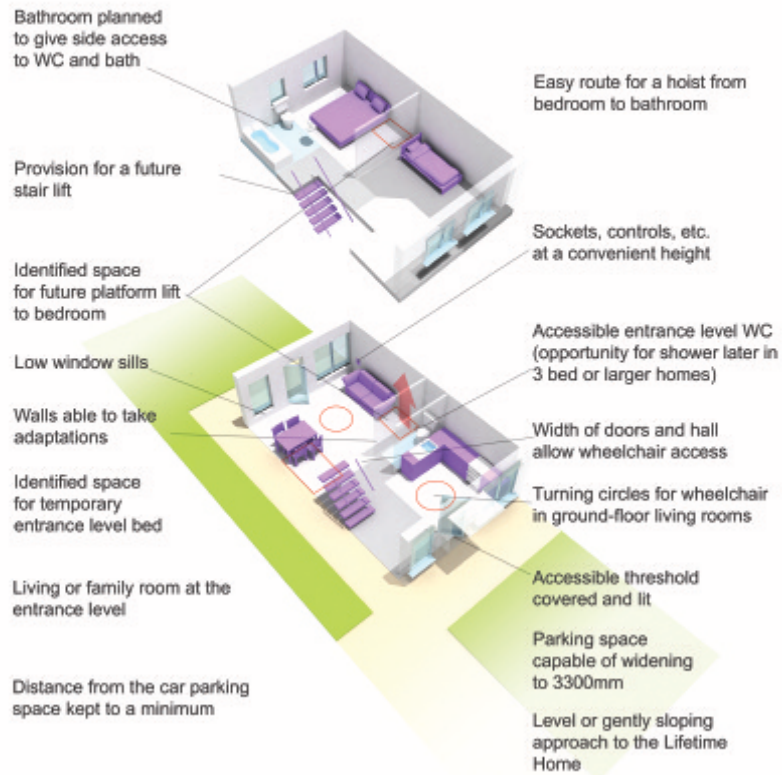 Bathroom planned
to give side access
to WC and bath
Easy route for a hoist from
bedroom to bathroom
Provision for a future
stair lift
Sockets, controls, etc.
at a convenient height
Identified space
for future platform lift
to bedroom
Accessible entrance level WC
(opportunity for shower later in
3 bed or larger homes)
Low window sills
Walls able to take
adaptations
Width of doors and hall
allow wheelchair access
Identified space
for temporary
entrance level bed
Turning circles for wheelchair
in ground-floor living rooms
Living or family room at the
entrance level
Accessible threshold
covered and lit
Parking space
capable of widening
to 3300mm
Distance from the car parking
space kept to a minimum
Level or gently sloping
approach to the Lifetime
Home